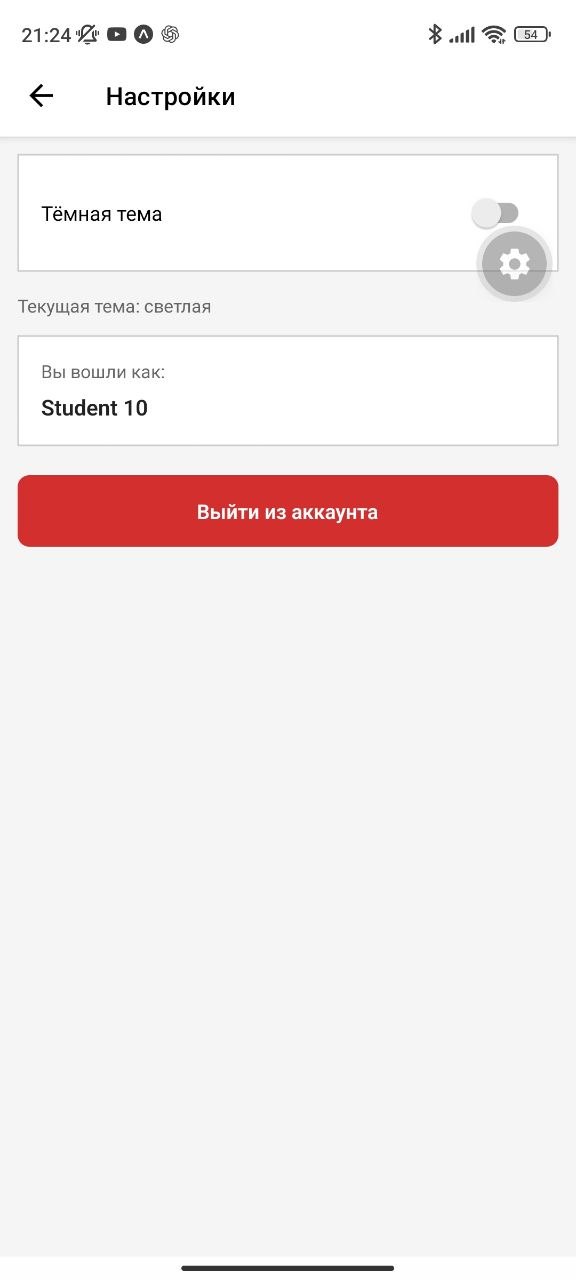 21:24
54
Настройки
Тёмная тема
Текущая тема: светлая
Вы вошли как:
Student 10
Выйти из аккаунта